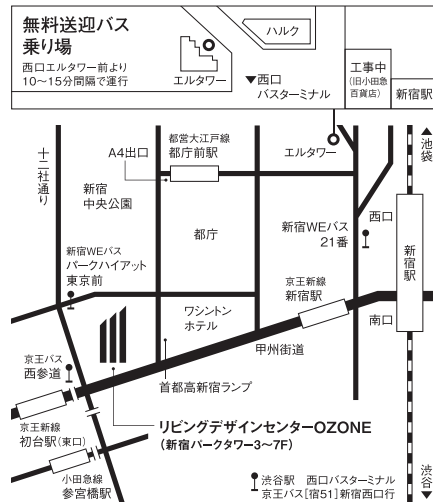 無料送迎バス
乗り場
西口エルタワー前より
10〜15分間隔で運行
ハルク
エルタワー
▼西口
バスターミナル
工事中
(旧小田急
百貨店)
新宿駅
十二社通り
A4出口
都営大江戸線
都庁前駅
エルタワー
▲池袋
新宿
中央公園
都庁
新宿WEバス
21番
西口
新宿駅
新宿WEバス
パークハイアット
東京前
ワシントン
ホテル
京王新線
新宿駅
南口
甲州街道
京王バス
西参道
首都高新宿ランプ
京王新線
初台駅(東口)
リビングデザインセンターOZONE
(新宿パークタワー3〜7F)
小田急線
参宮橋駅
渋谷駅 西口バスターミナル
京王バス[宿51]新宿西口行
渋谷▼